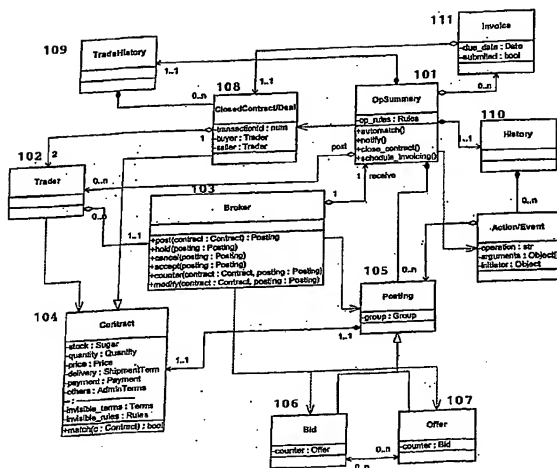 111
Invoice
-due_date : Date
-submitted : bool
109
TradeHistory
1..1
0..n
108
ClosedContract/Deal
-transactionId : num
-buyer : Trader
-seller : Trader
1..1
0..n
101
OpSummary
-op_rules : Rules
+automatch()
+notify()
+close_contract()
+schedule_invoicing()
110
History
1..1
2
1
post
1
receive
102
Trader
0..n
0..n
1..1
103
Broker
+post(contract : Contract) : Posting
+hold(posting : Posting)
+cancel(posting : Posting)
+accept(posting : Posting)
+counter(contract : Contract, posting : Posting)
+modify(contract : Contract, posting : Posting)
1
Action/Event
-operation : str
-arguments : Object[]
-initiator : Object
0..n
105
Posting
-group : Group
104
Contract
-stock : Sugar
-quantity : Quantity
-price : Price
-delivery : ShipmentTerm
-payment : Payment
-others : AdminTerms
-invisible_terms : Terms
-invisible_rules : Rules
+match(c : Contract) : bool
1..1
1..1
106
Bid
-counter : Offer
107
Offer
-counter : Bid
0..n
0..n